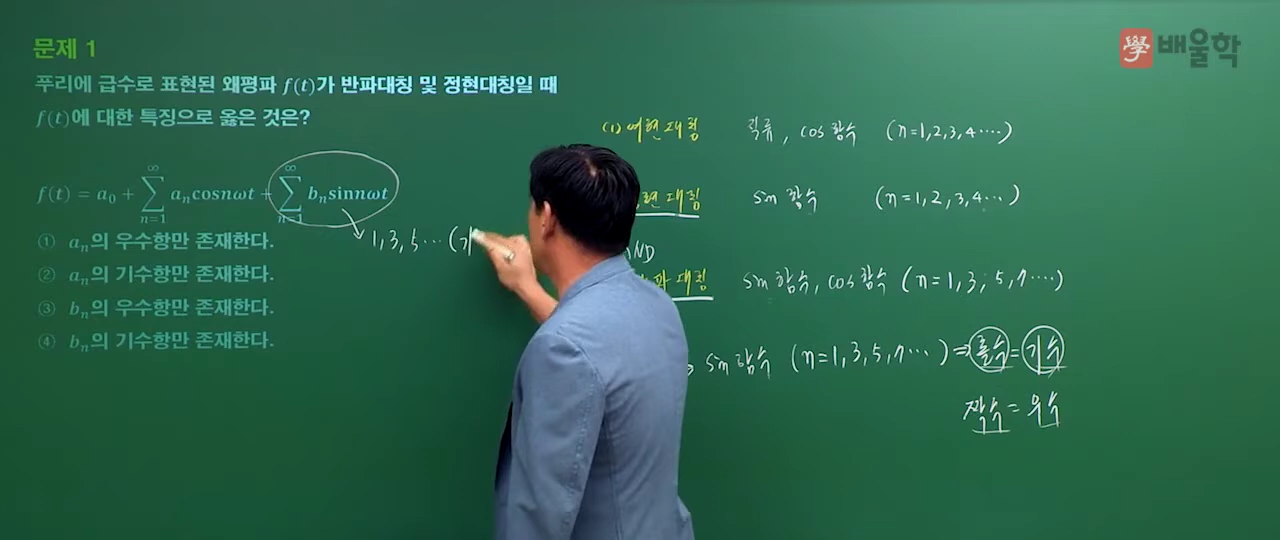 學 배울학
문제 1
푸리에 급수로 표현된 왜평파 f(t)가 반파대칭 및 정현대칭일 때
f(t)에 대한 특징으로 옳은 것은?
f(t) = a₀ + ∑ₙ₌₁^∞ aₙcosnωt + ∑ₙ₌₁^∞ bₙsinnωt
1, 3, 5 ⋯ (기
① aₙ의 우수항만 존재한다.
② aₙ의 기수항만 존재한다.
③ bₙ의 우수항만 존재한다.
④ bₙ의 기수항만 존재한다.
(1) 여현대칭 직류, cos 함수 (n=1,2,3,4⋯⋯)
현대칭 sin 함수 (n=1,2,3,4⋯⋯)
ND
파대칭 sin 함수, cos 함수 (n=1,3,5,7⋯⋯)
sin 함수 (n=1,3,5,7⋯) ⇒ 홀수 = 기수
짝수 = 우수